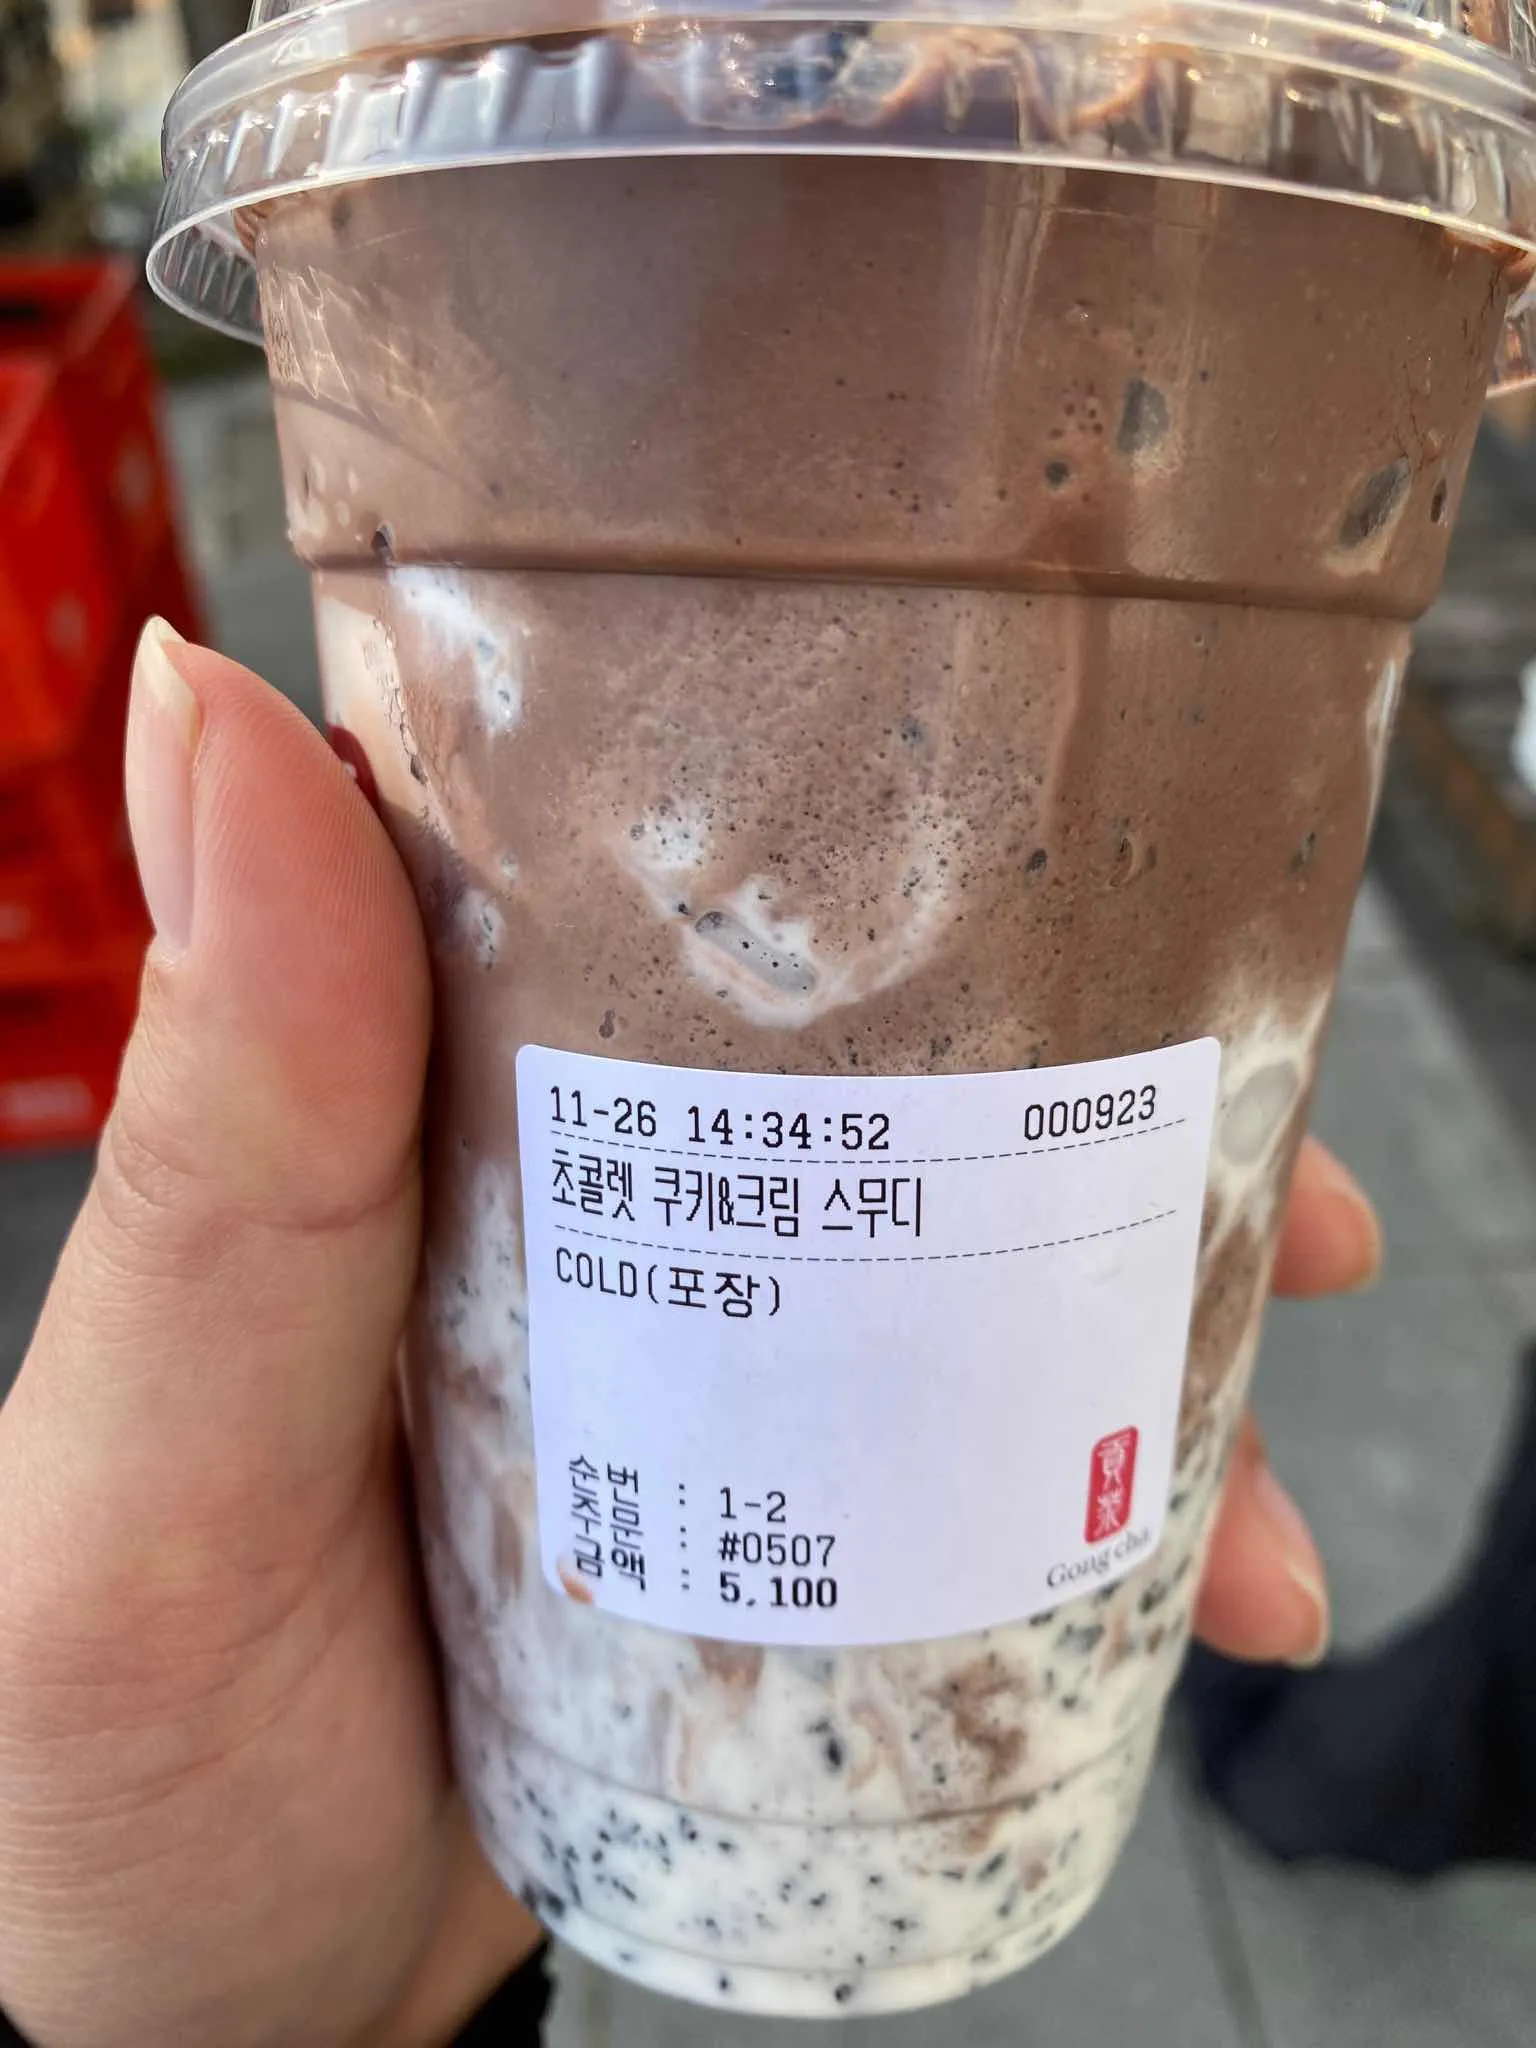 11-26 14:34:52 000923
초콜렛 쿠키&크림 스무디
COLD(포장)
순번 : 1-2
주문 : #0507
금액 : 5,100
貢茶
Gong cha